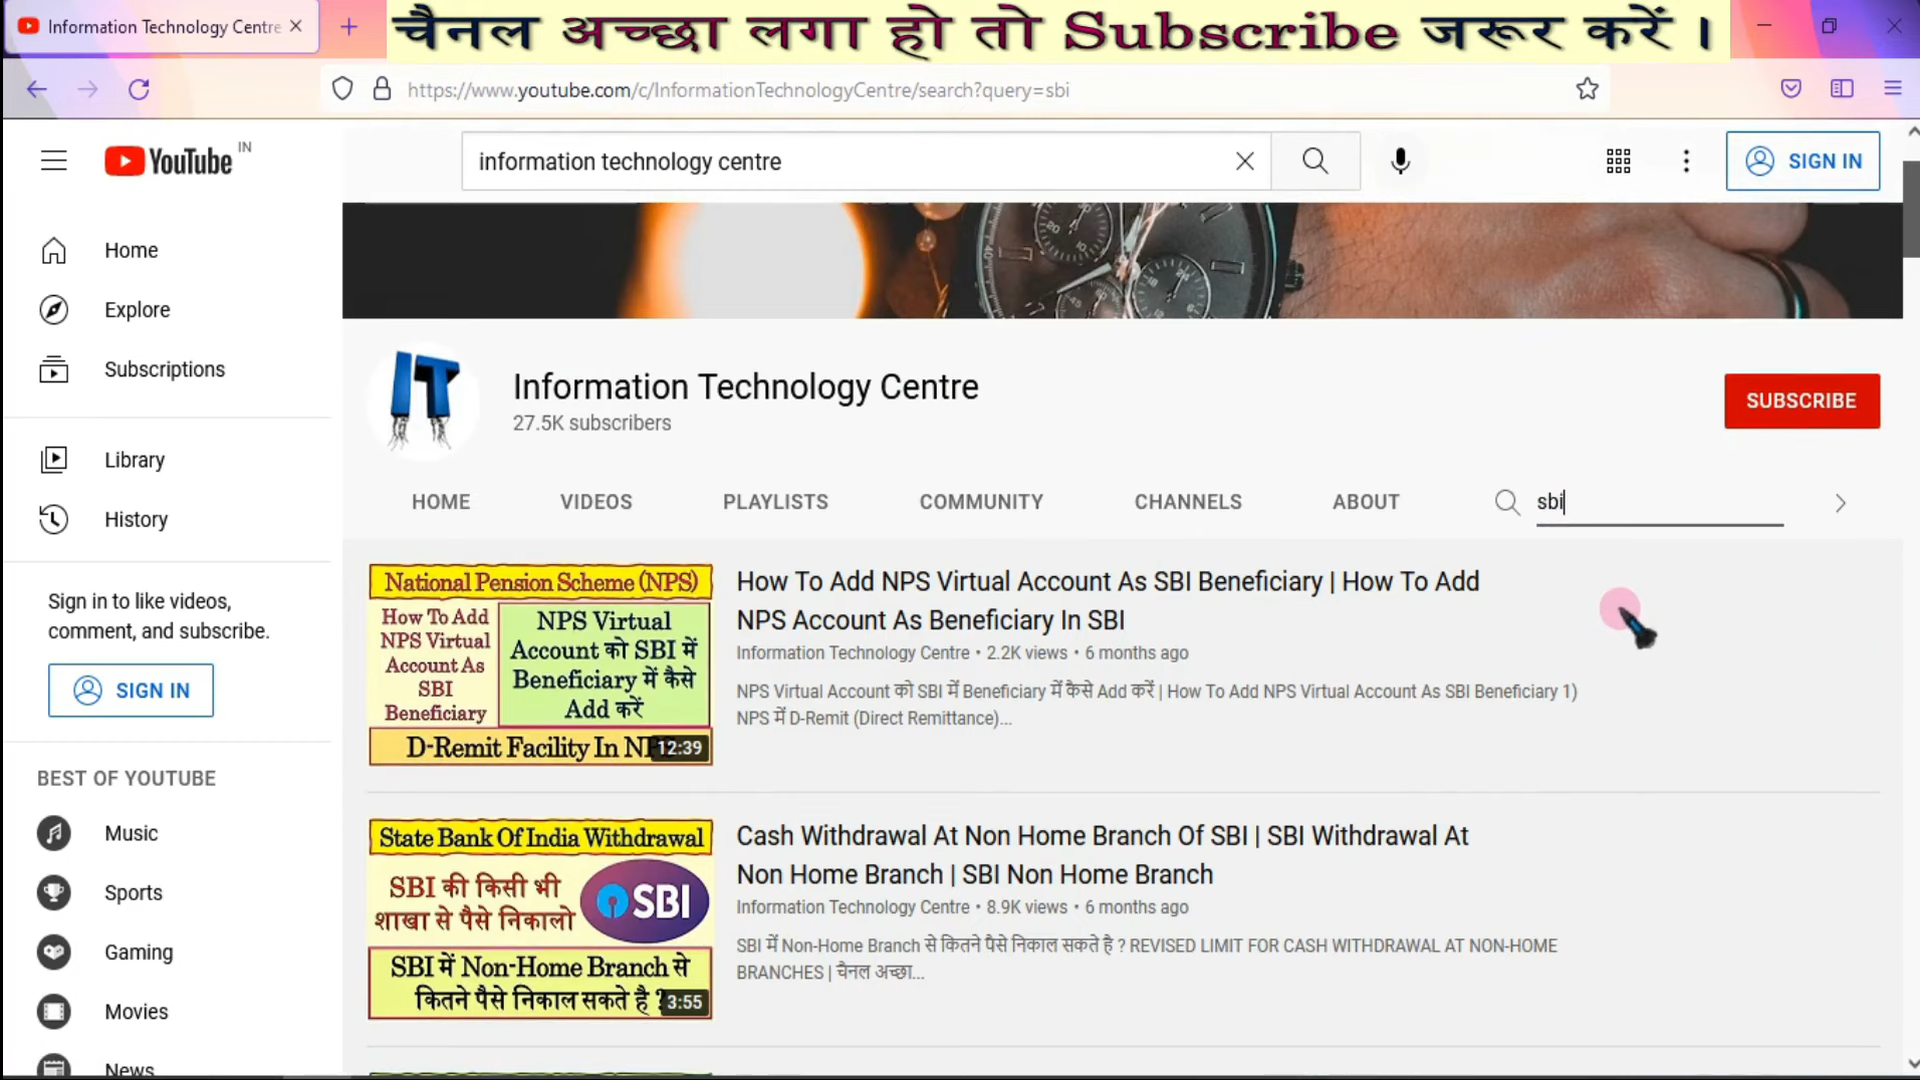 Information Technology Centre
चैनल अच्छा लगा हो तो Subscribe जरूर करें ।
https://www.youtube.com/c/InformationTechnologyCentre/search?query=sbi
YouTube IN
information technology centre
SIGN IN
Home
Explore
Subscriptions
Library
History
Sign in to like videos,
comment, and subscribe.
SIGN IN
BEST OF YOUTUBE
Music
Sports
Gaming
Movies
News
IT
Information Technology Centre
27.5K subscribers
SUBSCRIBE
HOME VIDEOS PLAYLISTS COMMUNITY CHANNELS ABOUT sbi
National Pension Scheme (NPS)
How To Add
NPS Virtual
Account As
SBI
Beneficiary
NPS Virtual
Account को SBI में
Beneficiary में कैसे
Add करें
D-Remit Facility In
12:39
How To Add NPS Virtual Account As SBI Beneficiary | How To Add
NPS Account As Beneficiary In SBI
Information Technology Centre • 2.2K views • 6 months ago
NPS Virtual Account को SBI में Beneficiary में कैसे Add करें | How To Add NPS Virtual Account As SBI Beneficiary 1)
NPS में D-Remit (Direct Remittance)...
State Bank Of India Withdrawal
SBI की किसी भी
शाखा से पैसे निकालो
SBI
SBI में Non-Home Branch से
कितने पैसे निकाल सकते है ?
3:55
Cash Withdrawal At Non Home Branch Of SBI | SBI Withdrawal At
Non Home Branch | SBI Non Home Branch
Information Technology Centre • 8.9K views • 6 months ago
SBI में Non-Home Branch से कितने पैसे निकाल सकते है ? REVISED LIMIT FOR CASH WITHDRAWAL AT NON-HOME
BRANCHES | चैनल अच्छा...